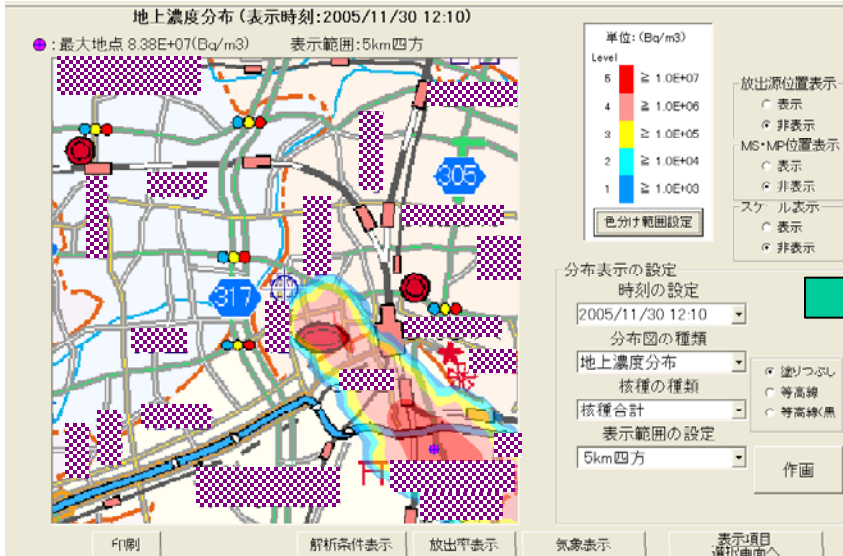 地上濃度分布 (表示時刻:2005/11/30 12:10)
:最大地点 8.38E+07(Bq/m3) 表示範囲:5km四方
単位: (Bq/m3)
Level
5 ≧ 1.0E+07
4 ≧ 1.0E+06
3 ≧ 1.0E+05
2 ≧ 1.0E+04
1 ≧ 1.0E+03
色分け範囲設定
放出源位置表示
表示
非表示
MS・MP位置表示
表示
非表示
スケール表示
表示
非表示
305
317
分布表示の設定
時刻の設定
2005/11/30 12:10
分布図の種類
地上濃度分布
核種の種類
核種合計
表示範囲の設定
5km四方
塗りつぶし
等高線
等高線(黒
作画
印刷
解析条件表示
放出率表示
気象表示
表示項目
選択画面へ